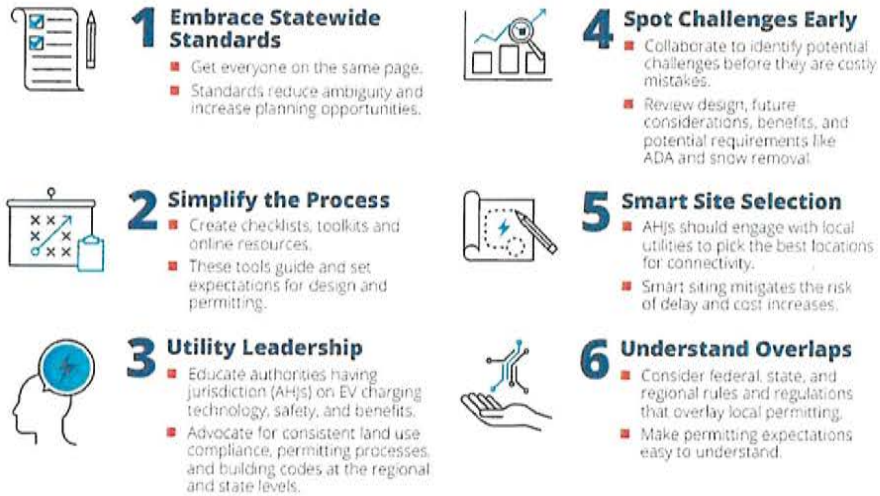 1 Embrace Statewide
Standards
Get everyone on the same page.
Standards reduce ambiguity and
increase planning opportunities.
2 Simplify the Process
Create checklists, toolkits and
online resources.
These tools guide and set
expectations for design and
permitting.
3 Utility Leadership
Educate authorities having
jurisdiction (AHJs) on EV charging
technology, safety, and benefits.
Advocate for consistent land use
compliance, permitting processes,
and building codes at the regional
and state levels.
4 Spot Challenges Early
Collaborate to identify potential
challenges before they are costly
mistakes.
Review design, future
considerations, benefits, and
potential requirements like
ADA and snow removal.
5 Smart Site Selection
AHJs should engage with local
utilities to pick the best locations
for connectivity.
Smart siting mitigates the risk
of delay and cost increases.
6 Understand Overlaps
Consider federal, state, and
regional rules and regulations
that overlay local permitting.
Make permitting expectations
easy to understand.